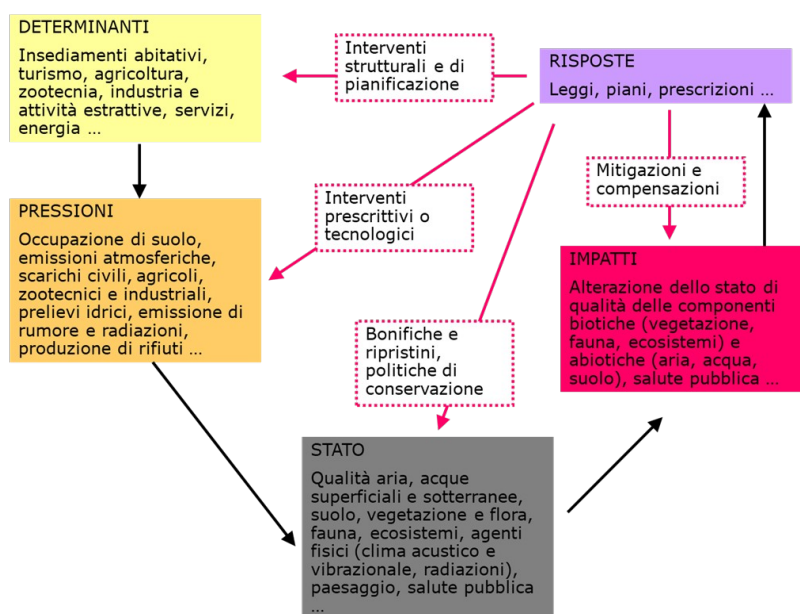 DETERMINANTI
Insediamenti abitativi,
turismo, agricoltura,
zootecnia, industria e
attività estrattive, servizi,
energia ...
Interventi
strutturali e di
pianificazione
RISPOSTE
Leggi, piani, prescrizioni ...
Mitigazioni e
compensazioni
PRESSIONI
Occupazione di suolo,
emissioni atmosferiche,
scarichi civili, agricoli,
zootecnici e industriali,
prelievi idrici, emissione di
rumore e radiazioni,
produzione di rifiuti ...
Interventi
prescrittivi o
tecnologici
IMPATTI
Alterazione dello stato di
qualità delle componenti
biotiche (vegetazione,
fauna, ecosistemi) e
abiotiche (aria, acqua,
suolo), salute pubblica ...
Bonifiche e
ripristini,
politiche di
conservazione
STATO
Qualità aria, acque
superficiali e sotterranee,
suolo, vegetazione e flora,
fauna, ecosistemi, agenti
fisici (clima acustico e
vibrazionale, radiazioni),
paesaggio, salute pubblica
...